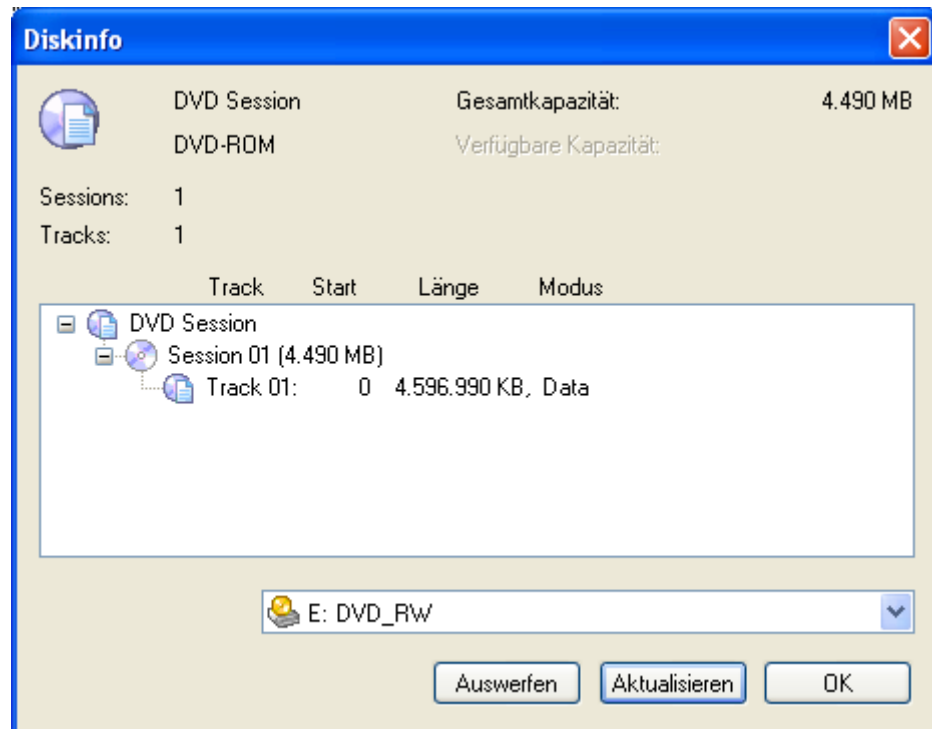 Diskinfo
DVD Session Gesamtkapazität: 4.490 MB
DVD-ROM Verfügbare Kapazität:
Sessions: 1
Tracks: 1
Track Start Länge Modus
DVD Session
Session 01 (4.490 MB)
Track 01: 0 4.596.990 KB, Data
E: DVD_RW
Auswerfen Aktualisieren OK